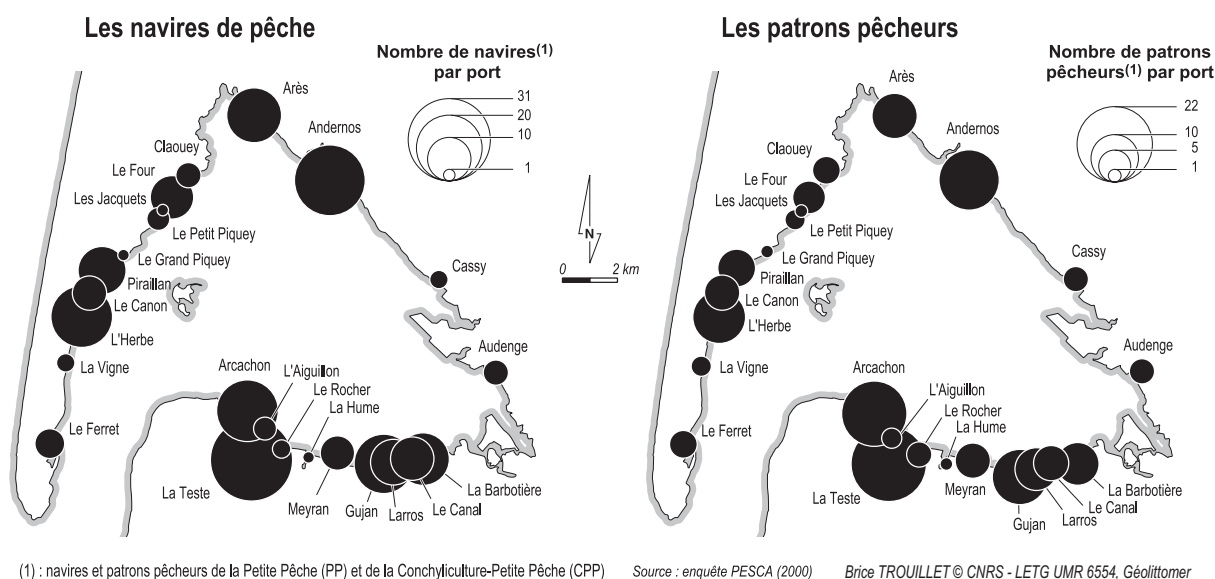 Les navires de pêche
Nombre de navires(1)
par port
31
20
10
1
Arès
Andernos
Claouey
Le Four
Les Jacquets
Le Petit Piquey
Le Grand Piquey
Piraillan
Le Canon
L'Herbe
La Vigne
Le Ferret
Cassy
Audenge
Arcachon
L'Aiguillon
Le Rocher
La Hume
La Teste
Meyran
Gujan
Larros
Le Canal
La Barbotière
N
0 2 km
Les patrons pêcheurs
Nombre de patrons
pêcheurs(1) par port
22
10
5
1
Arès
Andernos
Claouey
Le Four
Les Jacquets
Le Petit Piquey
Le Grand Piquey
Piraillan
Le Canon
L'Herbe
La Vigne
Le Ferret
Cassy
Audenge
Arcachon
L'Aiguillon
Le Rocher
La Hume
La Teste
Meyran
Gujan
Larros
Le Canal
La Barbotière
(1) : navires et patrons pêcheurs de la Petite Pêche (PP) et de la Conchyliculture-Petite Pêche (CPP) Source : enquête PESCA (2000) Brice TROUILLET © CNRS - LETG UMR 6554, Géolittomer